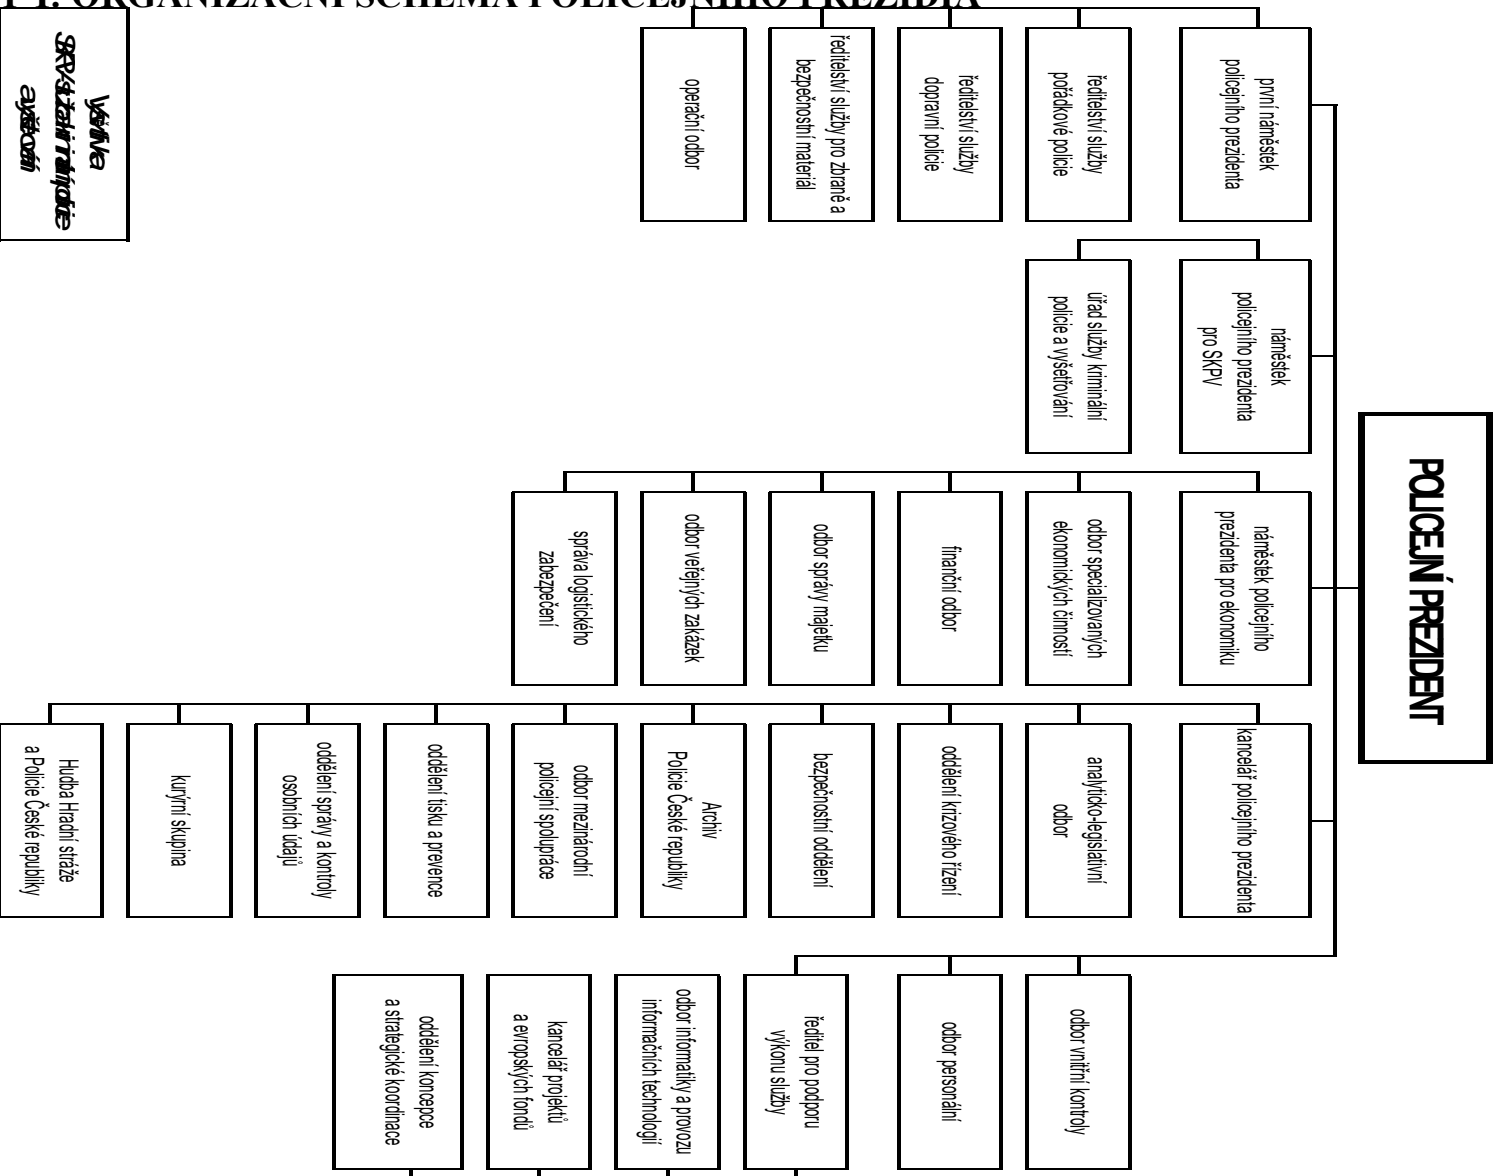 1. ORGANIZAČNÍ SCHÉMA POLICEJNÍHO PREZIDIA
POLICEJNÍ PREZIDENT
první náměstek
policejního prezidenta
ředitelství služby
pořádkové policie
ředitelství služby
dopravní policie
ředitelství služby pro zbraně a
bezpečnostní materiál
operační odbor
náměstek
policejního prezidenta
pro SKPV
úřad služby kriminální
policie a vyšetřování
náměstek policejního
prezidenta pro ekonomiku
odbor specializovaných
ekonomických činností
finanční odbor
odbor správy majetku
odbor veřejných zakázek
správa logistického
zabezpečení
kancelář policejního prezidenta
analyticko-legislativní
odbor
oddělení krizového řízení
bezpečnostní oddělení
Archiv
Policie České republiky
odbor mezinárodní
policejní spolupráce
oddělení tisku a prevence
oddělení správy a kontroly
osobních údajů
kurýrní skupina
Hudba Hradní stráže
a Policie České republiky
odbor vnitřní kontroly
odbor personální
ředitel pro podporu
výkonu služby
odbor informatiky a provozu
informačních technologií
kancelář projektů
a evropských fondů
oddělení koncepce
a strategické koordinace